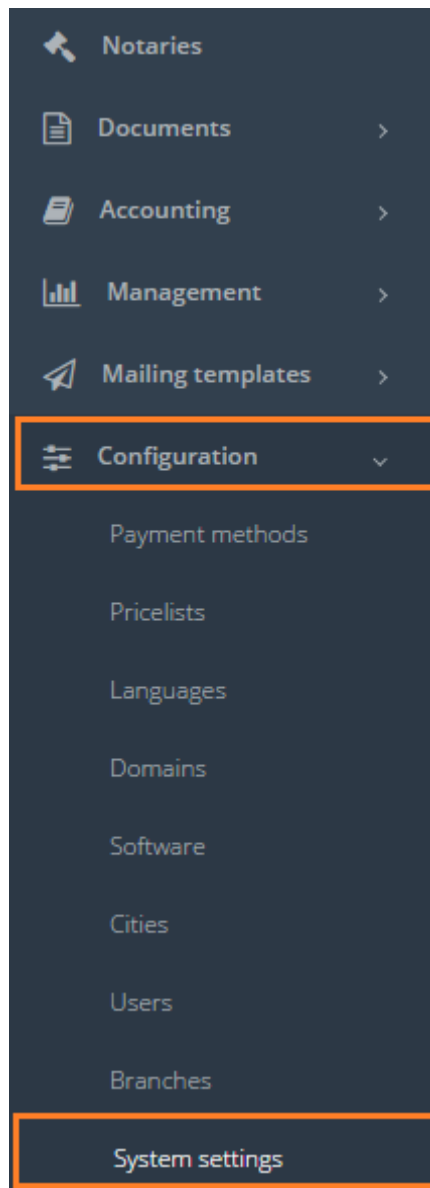 Notaries
Documents
Accounting
Management
Mailing templates
Configuration
Payment methods
Pricelists
Languages
Domains
Software
Cities
Users
Branches
System settings